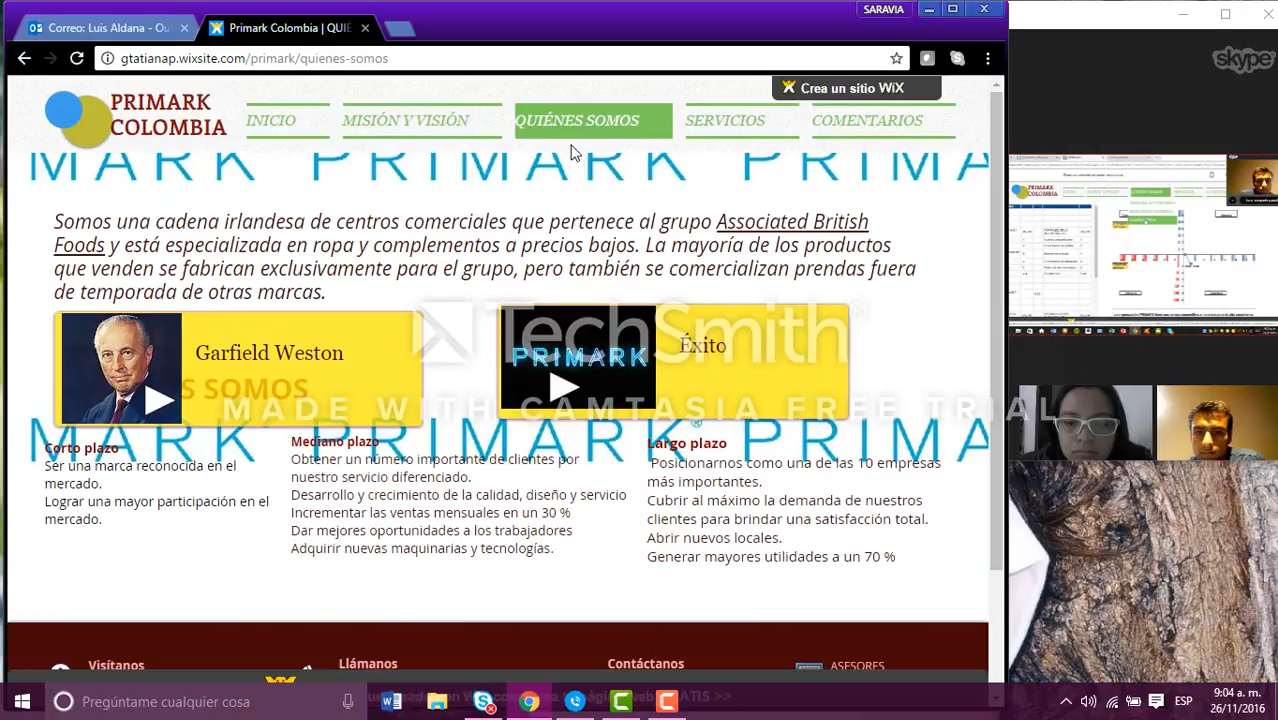 SARAVIA
Correo: Luis Aldana - Ou
Primark Colombia | QUIÉ
gtatianap.wixsite.com/primark/quienes-somos
skype
Crea un sitio WiX
PRIMARK
COLOMBIA
INICIO
MISIÓN Y VISIÓN
QUIÉNES SOMOS
SERVICIOS
COMENTARIOS
MARK PRIMARK PRIMA
Somos una cadena irlandesa de centros comerciales que pertenece al grupo Associated British
Foods y está especializada en ropa y complementos a precios bajos. La mayoría de los productos
que venden se fabrican exclusivamente para el grupo, pero también se comercializan prendas fuera
de temporada de otras marcas.
Garfield Weston
S SOMOS
PRIMARK
Éxito
TechSmith
MADE WITH CAMTASIA FREE TRIAL
MARK PRIMARK PRIMA
Corto plazo
Ser una marca reconocida en el
mercado.
Lograr una mayor participación en el
mercado.
Mediano plazo
Obtener un número importante de clientes por
nuestro servicio diferenciado.
Desarrollo y crecimiento de la calidad, diseño y servicio
Incrementar las ventas mensuales en un 30 %
Dar mejores oportunidades a los trabajadores
Adquirir nuevas maquinarias y tecnologías.
Largo plazo
Posicionarnos como una de las 10 empresas
más importantes.
Cubrir al máximo la demanda de nuestros
clientes para brindar una satisfacción total.
Abrir nuevos locales.
Generar mayores utilidades a un 70 %
Visítanos
Llámanos
Contáctanos
ASESORES
Pregúntame cualquier cosa
ESP
9:04 a. m.
26/11/2016